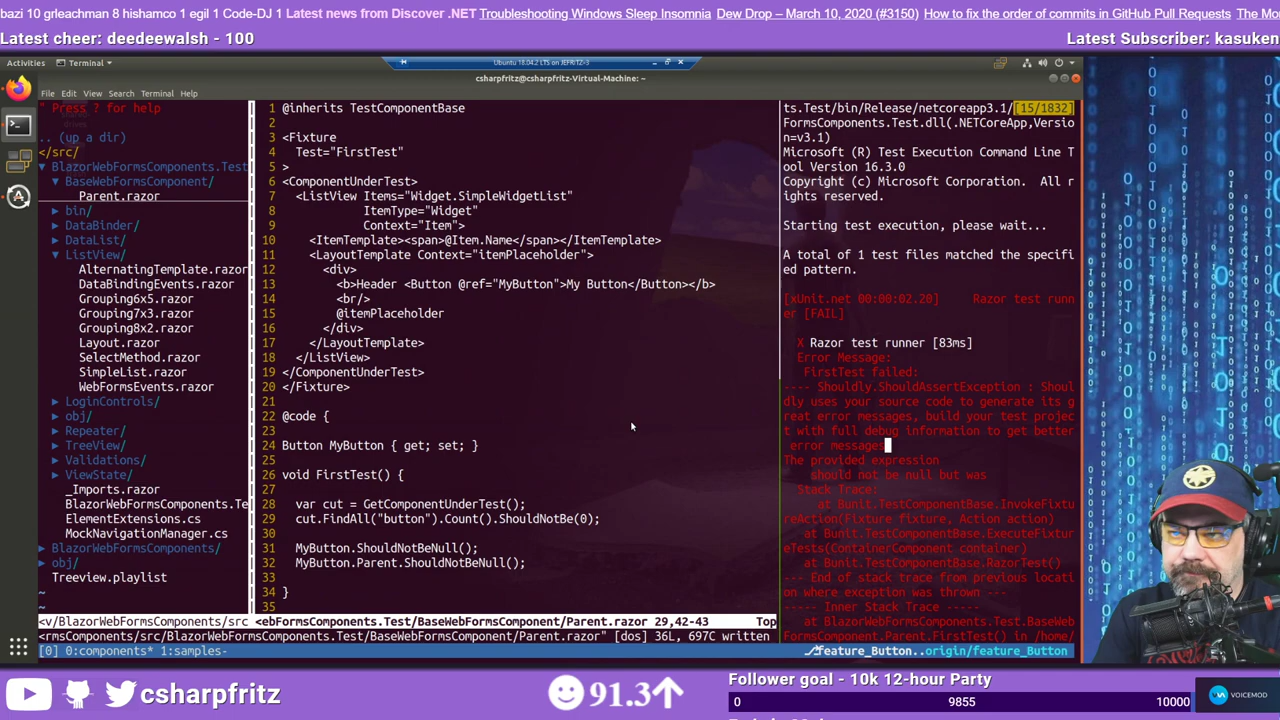 bazi 10 grleachman 8 hishamco 1 egil 1 Code-DJ 1 Latest news from Discover .NET Troubleshooting Windows Sleep Insomnia Dew Drop – March 10, 2020 (#3150) How to fix the order of commits in GitHub Pull Requests The Mo
Latest cheer: deedeewalsh - 100
Latest Subscriber: kasuken
Activities
Terminal
Ubuntu 18.04.2 LTS on JEFRITZ-3
csharpfritz@csharpfritz-Virtual-Machine: ~
File Edit View Search Terminal Help
" Press ? for help
.. (up a dir)
</src/
▼ BlazorWebFormsComponents.Test
▼ BaseWebFormsComponent/
Parent.razor
▶ bin/
▶ DataBinder/
▶ DataList/
▼ ListView/
AlternatingTemplate.razor
DataBindingEvents.razor
Grouping6x5.razor
Grouping7x3.razor
Grouping8x2.razor
Layout.razor
SelectMethod.razor
SimpleList.razor
WebFormsEvents.razor
▶ LoginControls/
▶ obj/
▶ Repeater/
▶ TreeView/
▶ Validations/
▶ ViewState/
_Imports.razor
BlazorWebFormsComponents.Te
ElementExtensions.cs
MockNavigationManager.cs
▶ BlazorWebFormsComponents/
▶ obj/
Treeview.playlist
~
~
<v/BlazorWebFormsComponents/src
1 @inherits TestComponentBase
2
3 <Fixture
4 Test="FirstTest"
5 >
6 <ComponentUnderTest>
7 <ListView Items="Widget.SimpleWidgetList"
8 ItemType="Widget"
9 Context="Item">
10 <ItemTemplate><span>@Item.Name</span></ItemTemplate>
11 <LayoutTemplate Context="itemPlaceholder">
12 <div>
13 <b>Header <Button @ref="MyButton">My Button</Button></b>
14 <br/>
15 @itemPlaceholder
16 </div>
17 </LayoutTemplate>
18 </ListView>
19 </ComponentUnderTest>
20 </Fixture>
21
22 @code {
23
24 Button MyButton { get; set; }
25
26 void FirstTest() {
27
28 var cut = GetComponentUnderTest();
29 cut.FindAll("button").Count().ShouldNotBe(0);
30
31 MyButton.ShouldNotBeNull();
32 MyButton.Parent.ShouldNotBeNull();
33
34 }
35
<ebFormsComponents.Test/BaseWebFormsComponent/Parent.razor 29,42-43 Top
<rmsComponents/src/BlazorWebFormsComponents.Test/BaseWebFormsComponent/Parent.razor" [dos] 36L, 697C written
ts.Test/bin/Release/netcoreapp3.1/[15/1832]
FormsComponents.Test.dll(.NETCoreApp,Versio
n=v3.1)
Microsoft (R) Test Execution Command Line T
ool Version 16.3.0
Copyright (c) Microsoft Corporation. All r
ights reserved.
Starting test execution, please wait...
A total of 1 test files matched the specifi
ed pattern.
[xUnit.net 00:00:02.20] Razor test runn
er [FAIL]
X Razor test runner [83ms]
Error Message:
FirstTest failed:
---- Shouldly.ShouldAssertException : Shoul
dly uses your source code to generate its g
reat error messages, build your test projec
t with full debug information to get better
error messages
The provided expression
should not be null but was
Stack Trace:
at Bunit.TestComponentBase.InvokeFixtu
reAction(Fixture fixture, Action action)
at Bunit.TestComponentBase.ExecuteFixtur
eTests(ContainerComponent container)
at Bunit.TestComponentBase.RazorTest()
--- End of stack trace from previous locati
on where exception was thrown ---
----- Inner Stack Trace -----
at BlazorWebFormsComponents.Test.BaseWeb
FormsComponent.Parent.FirstTest() in /home/
[0] 0:components* 1:samples-
feature_Button..origin/feature_Button
csharpfritz
91.3↑
Follower goal - 10k 12-hour Party
0 9855 10000
VOICEMOD